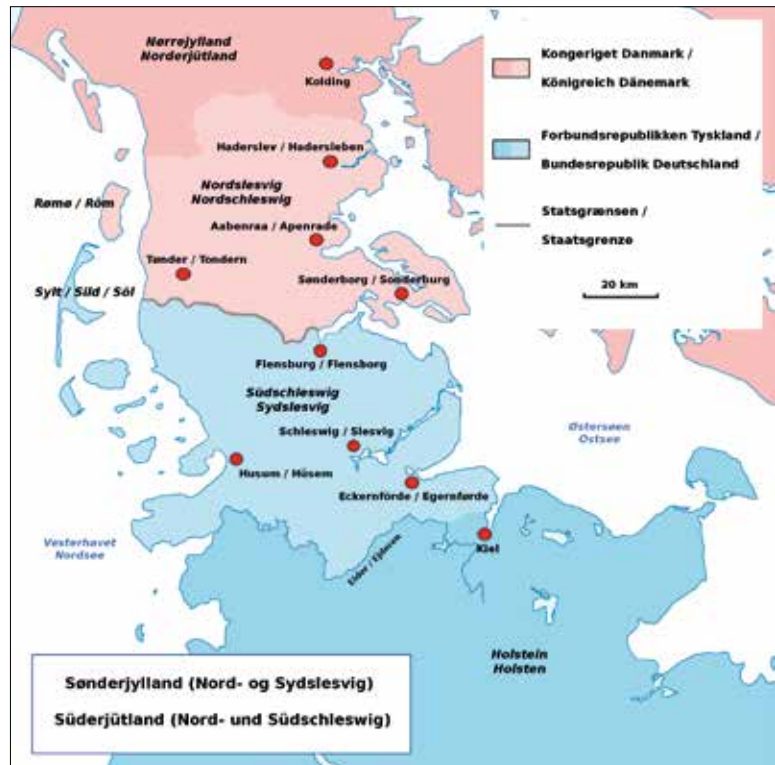 Nørrejylland
Norderjütland
Kolding
Kongeriget Danmark /
Königreich Dänemark
Forbundsrepublikken Tyskland /
Bundesrepublik Deutschland
Statsgrænsen /
Staatsgrenze
20 km
Haderslev / Hadersleben
Nordslesvig
Nordschleswig
Rømø / Röm
Aabenraa / Apenrade
Tønder / Tondern
Sønderborg / Sonderburg
Sylt / Sild / Söl
Flensburg / Flensborg
Südschleswig
Sydslesvig
Schleswig / Slesvig
Østersøen
Ostsee
Husum / Hüsem
Eckernförde / Egernførde
Vesterhavet
Nordsee
Kiel
Eider / Ejderen
Holstein
Holsten
Sønderjylland (Nord- og Sydslesvig)
Süderjütland (Nord- und Südschleswig)